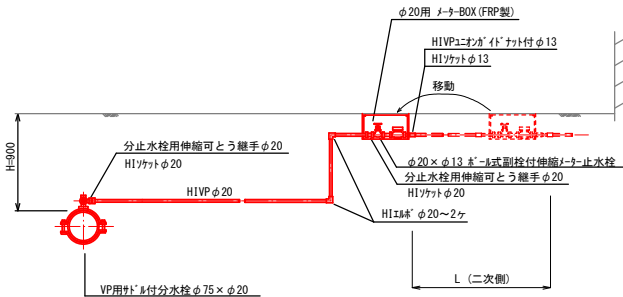 φ20用 メーターBOX(FRP製)
HIVPユニオンガイドナット付φ13
HIソケットφ13
移動
H=900
分止水栓用伸縮可とう継手φ20
HIソケットφ20
HIVPφ20
φ20×φ13 ボール式副栓付伸縮メーター止水栓
分止水栓用伸縮可とう継手φ20
HIソケットφ20
HIエルボ φ20~2ヶ
L (二次側)
VP用サドル付分水栓φ75×φ20